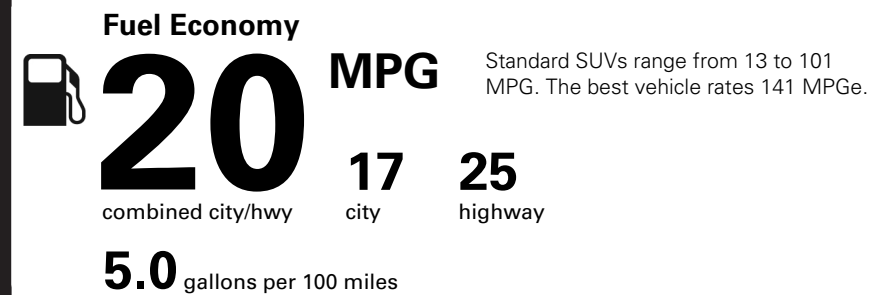 Fuel Economy
20 MPG
Standard SUVs range from 13 to 101
MPG. The best vehicle rates 141 MPGe.
17 25
combined city/hwy city highway
5.0 gallons per 100 miles